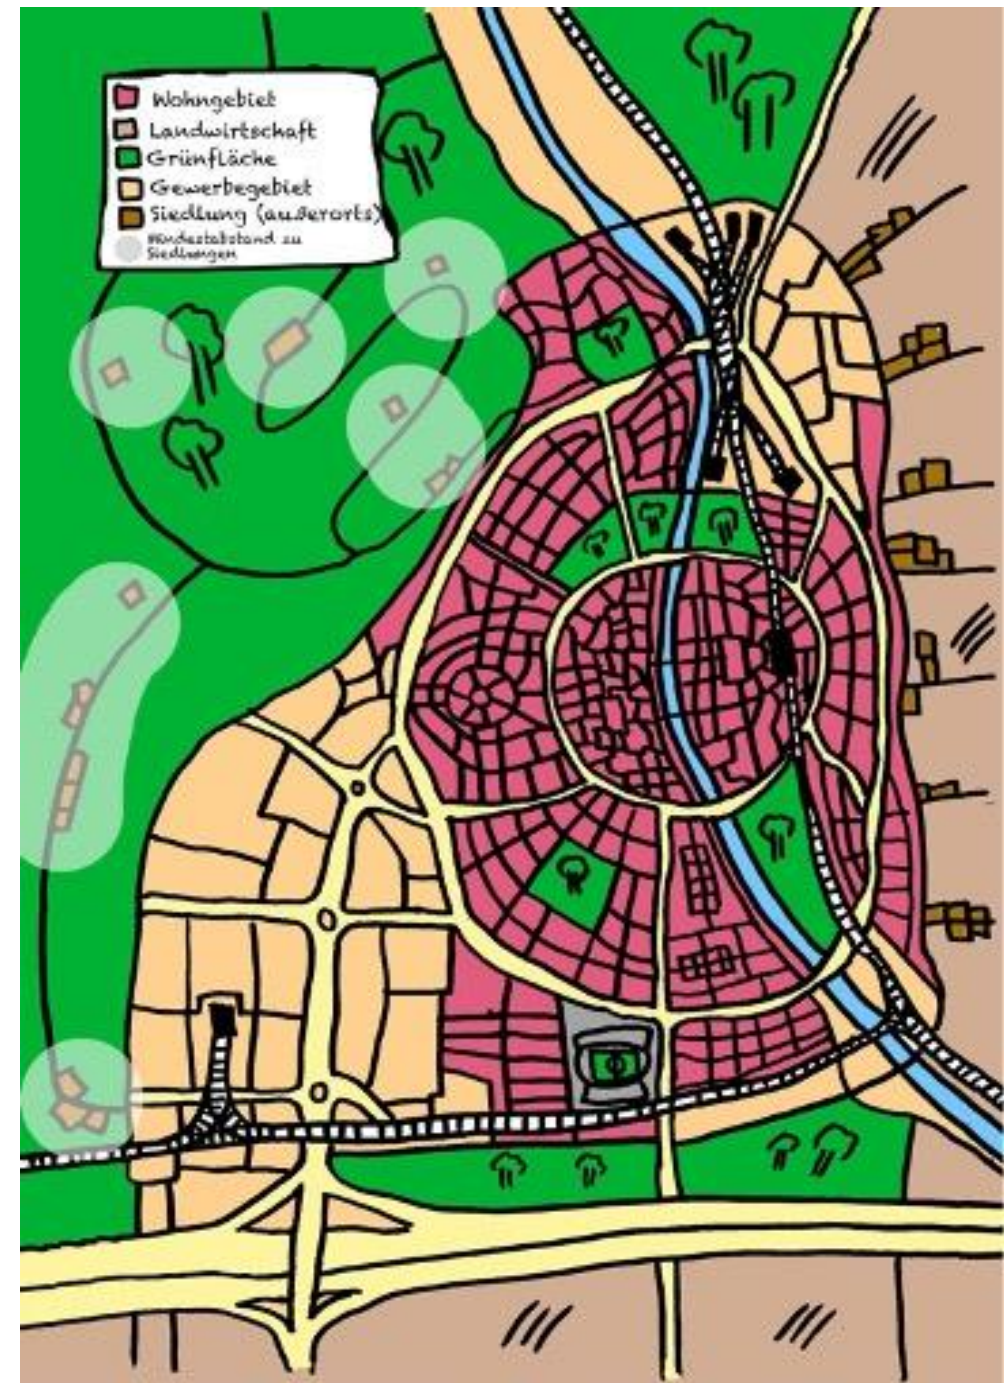 Wohngebiet
Landwirtschaft
Grünfläche
Gewerbegebiet
Siedlung (außerorts)
Mindestabstand zu
Siedlungen